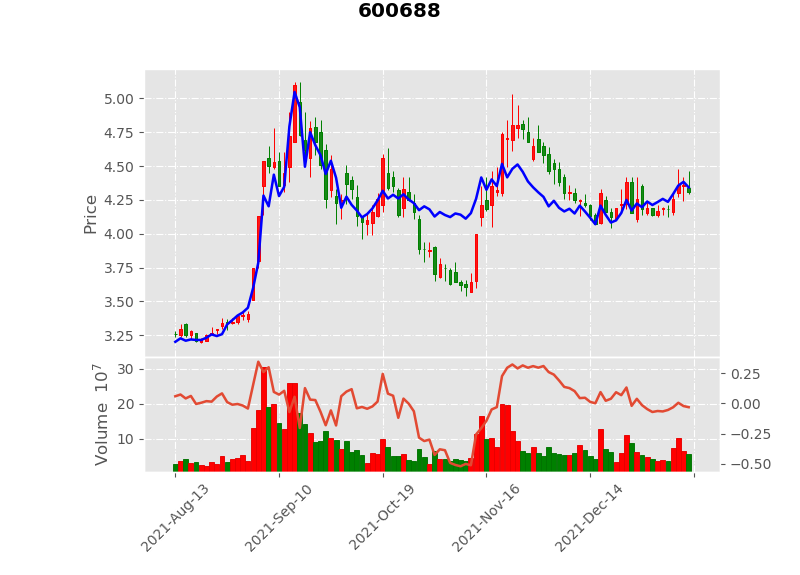 600688
5.00
4.75
4.50
4.25
4.00
3.75
3.50
3.25
Price
30
20
10
Volume 10^7
0.25
0.00
−0.25
−0.50
2021-Aug-13
2021-Sep-10
2021-Oct-19
2021-Nov-16
2021-Dec-14